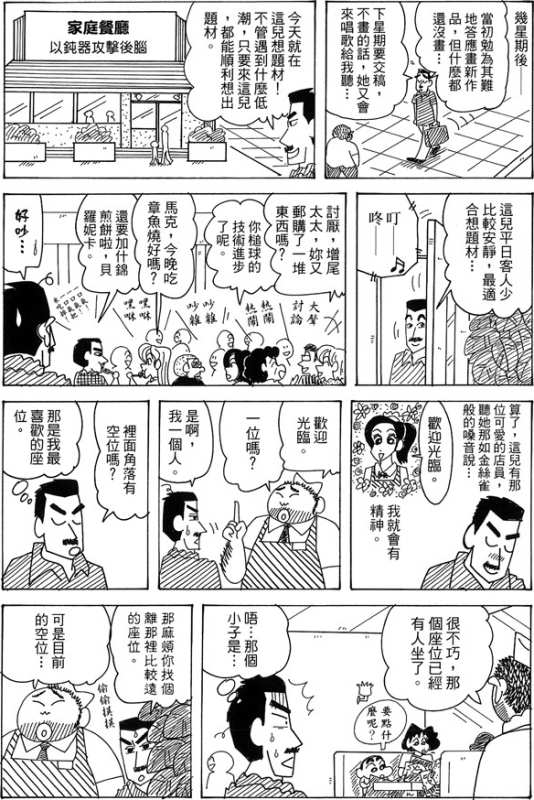 幾星期後──
當初勉為其難
地答應畫新作
品，但什麼都
還沒畫…
下星期要交稿，
不畫的話，她又會
來唱歌給我聽…
今天就在
這兒想題材！
不管遇到什麼低
潮，只要來這兒
，都能順利想出
題材。
家庭餐廳
以鈍器攻擊後腦
這兒平日客人少
比較安靜，最適
合想題材…
叮
咚
討厭，增尾
太太，妳又
郵購了一堆
東西嗎？
你槌球的
技術進步
了呢。
馬克，今晚吃
章魚燒好嗎？
還要加什錦
煎餅啦，貝
羅妮卡。
好吵…
大聲
討論
熱鬧
熱鬧
吵雜
吵雜
嘿咻
嘿咻
算了，這兒有那
位可愛的店員，
聽她那如金絲雀
般的嗓音說…
歡迎光臨。
我就會有
精神。
歡迎
光臨。
一位嗎？
是啊，
我一個人。
裡面角落有
空位嗎？
那是我最
喜歡的座
位。
很不巧，那
個座位已經
有人坐了。
要點什
麼呢？
唔…那個
小子是…
那麻煩你找個
離那裡比較遠
的座位。
偷偷
摸摸
可是目前
的空位…